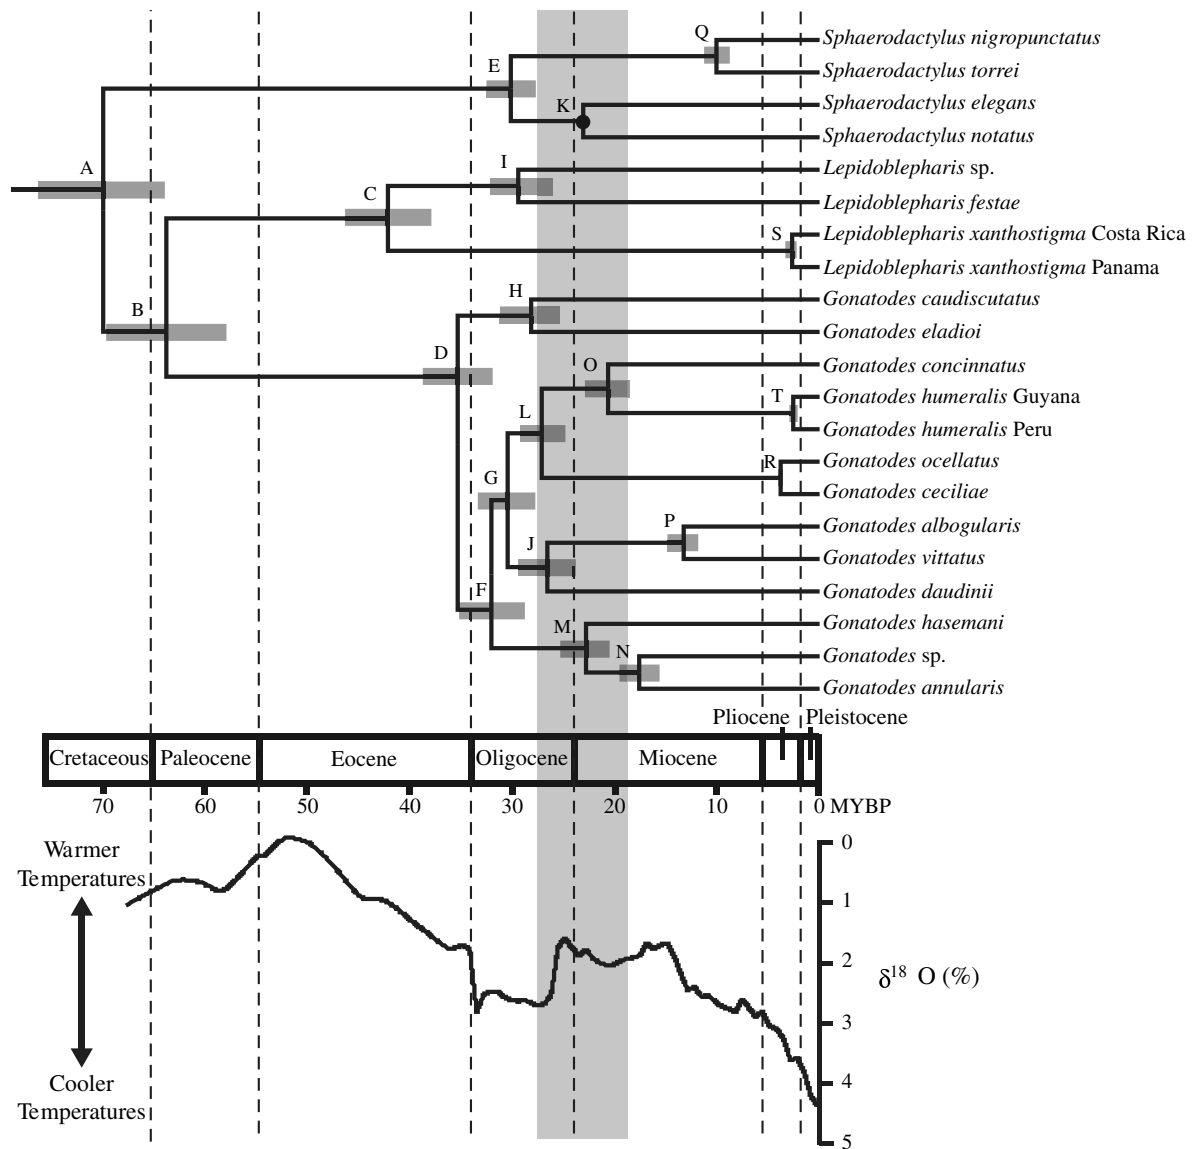 Q
Sphaerodactylus nigropunctatus
E
Sphaerodactylus torrei
K
Sphaerodactylus elegans
Sphaerodactylus notatus
A
I
Lepidoblepharis sp.
C
Lepidoblepharis festae
S
Lepidoblepharis xanthostigma Costa Rica
Lepidoblepharis xanthostigma Panama
B
H
Gonatodes caudiscutatus
Gonatodes eladioi
D
O
Gonatodes concinnatus
T
Gonatodes humeralis Guyana
L
Gonatodes humeralis Peru
R
Gonatodes ocellatus
G
Gonatodes ceciliae
P
Gonatodes albogularis
J
Gonatodes vittatus
F
Gonatodes daudinii
M
Gonatodes hasemani
N
Gonatodes sp.
Gonatodes annularis
Pliocene Pleistocene
Cretaceous Paleocene Eocene Oligocene Miocene
70 60 50 40 30 20 10 0 MYBP
Warmer
Temperatures
Cooler
Temperatures
0
1
2
3
4
5
δ18 O (%)